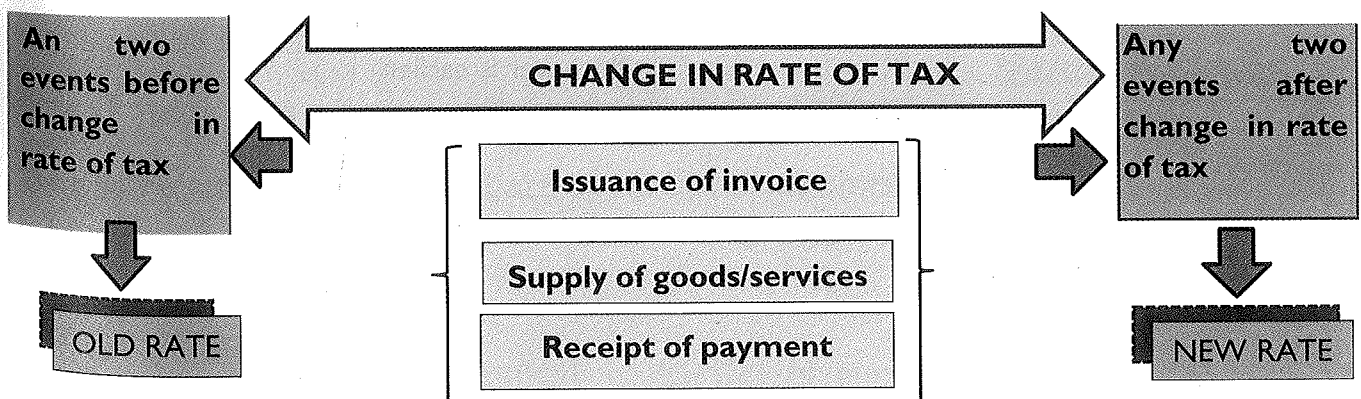 An two
events before
change in
rate of tax
CHANGE IN RATE OF TAX
Any two
events after
change in rate
of tax
Issuance of invoice
Supply of goods/services
Receipt of payment
OLD RATE
NEW RATE